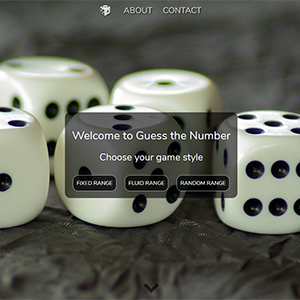 ABOUT CONTACT
Welcome to Guess the Number
Choose your game style
FIXED RANGE FLUID RANGE RANDOM RANGE